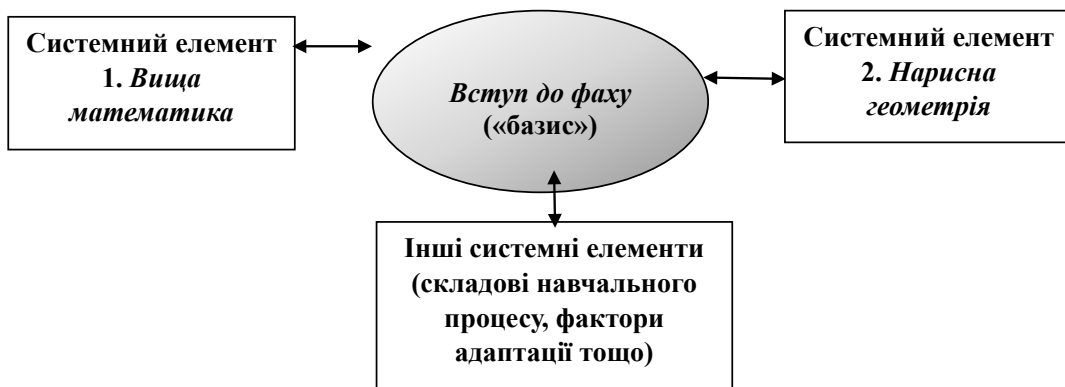 Системний елемент
1. Вища
математика
Вступ до фаху
(«базис»)
Системний елемент
2. Нарисна
геометрія
Інші системні елементи
(складові навчального
процесу, фактори
адаптації тощо)